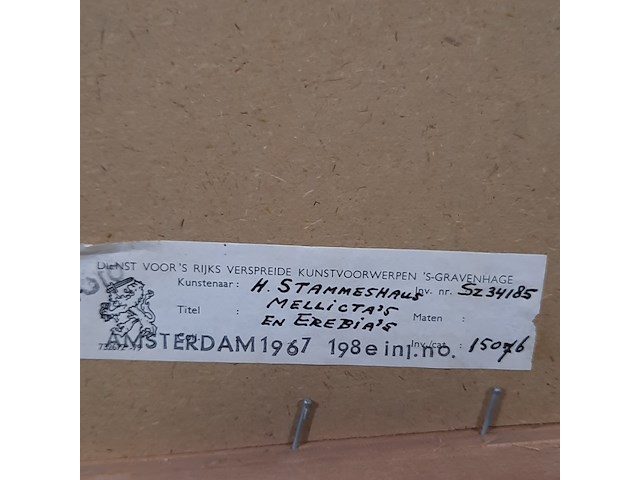 DIENST VOOR'S RIJKS VERSPREIDE KUNSTVOORWERPEN 'S-GRAVENHAGE
Kunstenaar: H. STAMMESHAUS Inv. nr. SZ34185
Titel : MELLICTA'S Maten :
EN EREBIA'S
AMSTERDAM 1967 198e inj.no. Inv./cat. : 15076